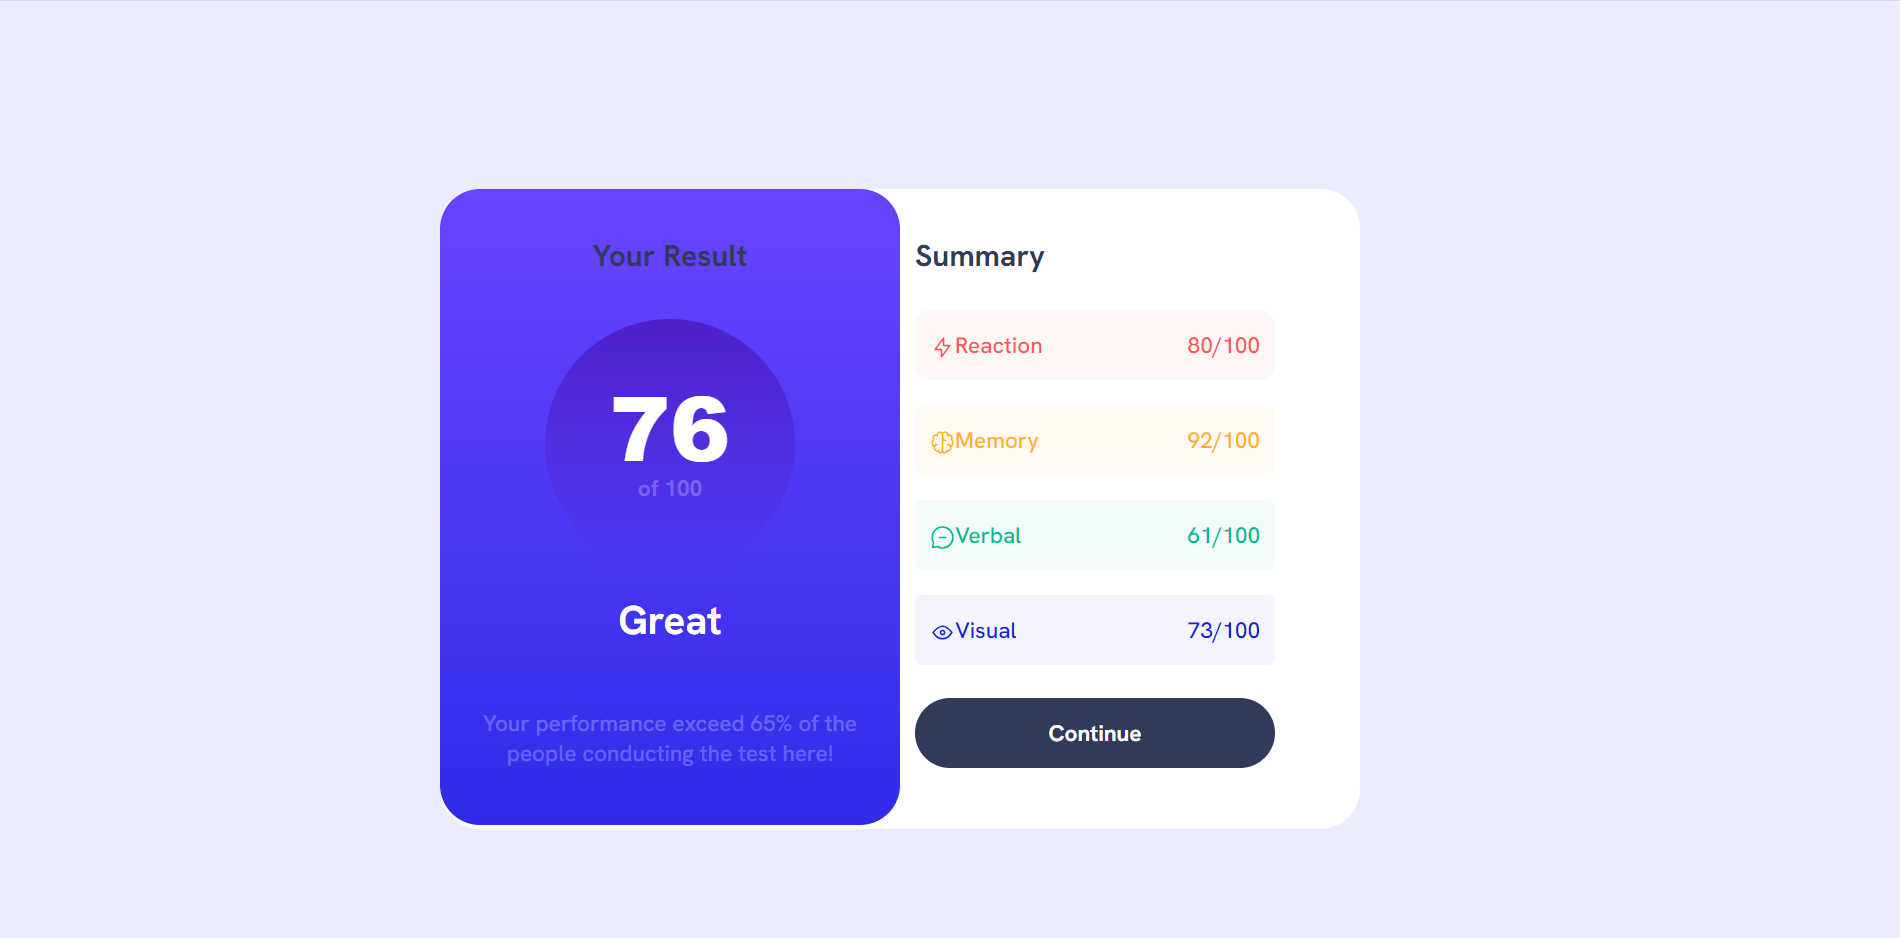 Your Result
76
of 100
Great
Your performance exceed 65% of the
people conducting the test here!
Summary
Reaction 80/100
Memory 92/100
Verbal 61/100
Visual 73/100
Continue